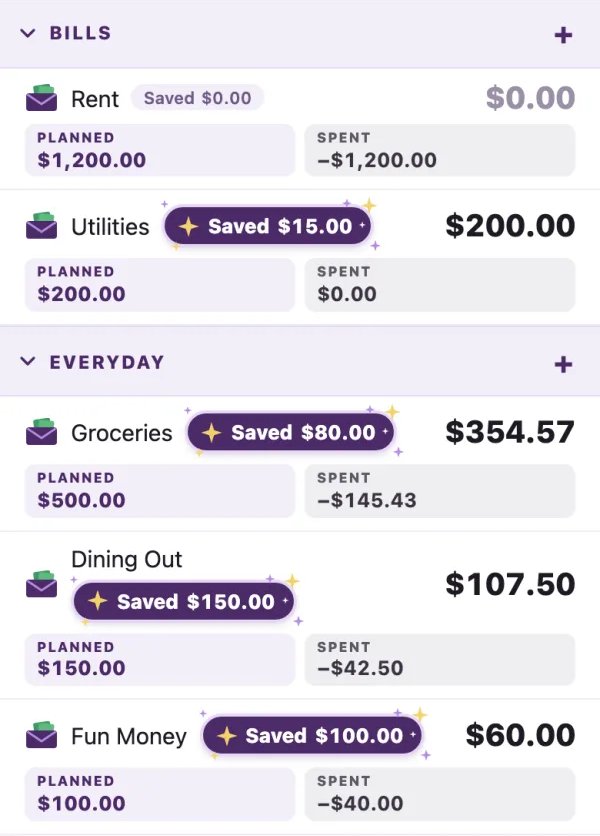 BILLS +
Rent Saved $0.00 $0.00
PLANNED SPENT
$1,200.00 –$1,200.00
Utilities Saved $15.00 $200.00
PLANNED SPENT
$200.00 $0.00
EVERYDAY +
Groceries Saved $80.00 $354.57
PLANNED SPENT
$500.00 –$145.43
Dining Out
Saved $150.00 $107.50
PLANNED SPENT
$150.00 –$42.50
Fun Money Saved $100.00 $60.00
PLANNED SPENT
$100.00 –$40.00